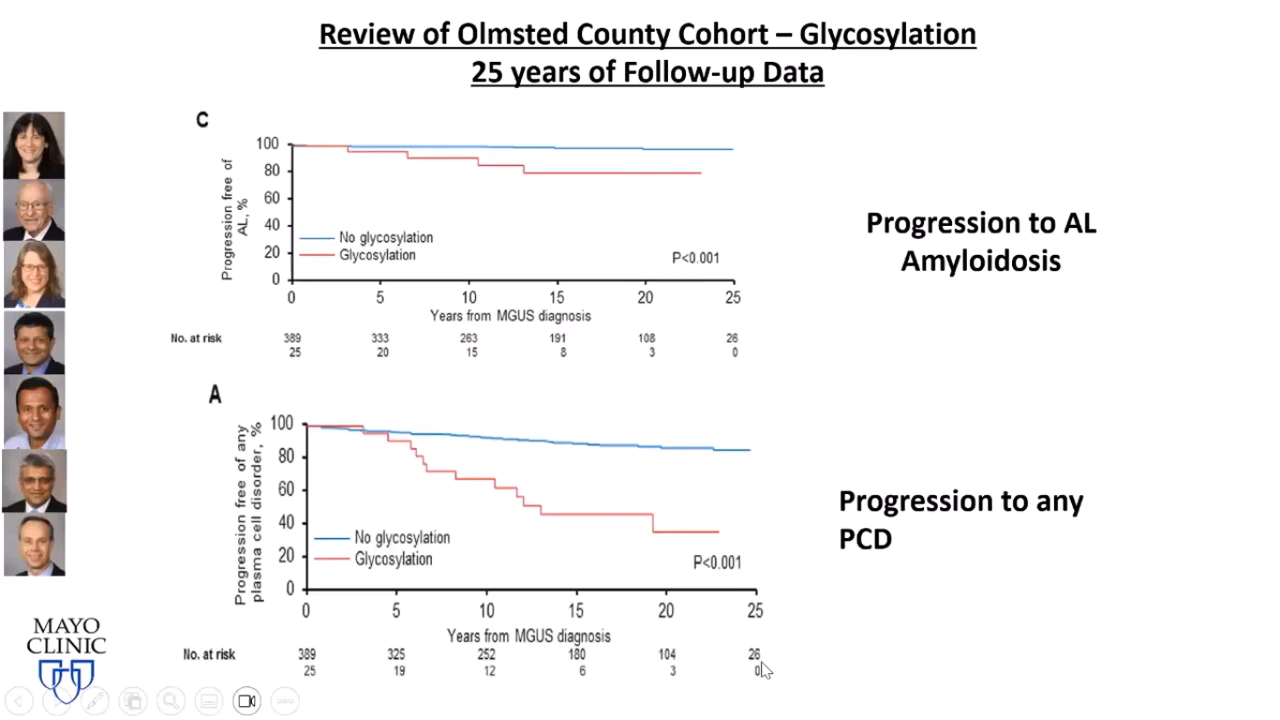 Review of Olmsted County Cohort – Glycosylation
25 years of Follow-up Data
C
Progression free of
AL, %
100
80
60
40
20
0
No glycosylation
Glycosylation
P<0.001
0 5 10 15 20 25
Years from MGUS diagnosis
No. at risk
389 333 263 191 108 26
25 20 15 8 3 0
Progression to AL
Amyloidosis
A
Progression free of any
plasma cell disorder, %
100
80
60
40
20
0
No glycosylation
Glycosylation
P<0.001
0 5 10 15 20 25
Years from MGUS diagnosis
No. at risk
389 325 252 180 104 26
25 19 12 6 3 0
Progression to any
PCD
MAYO
CLINIC